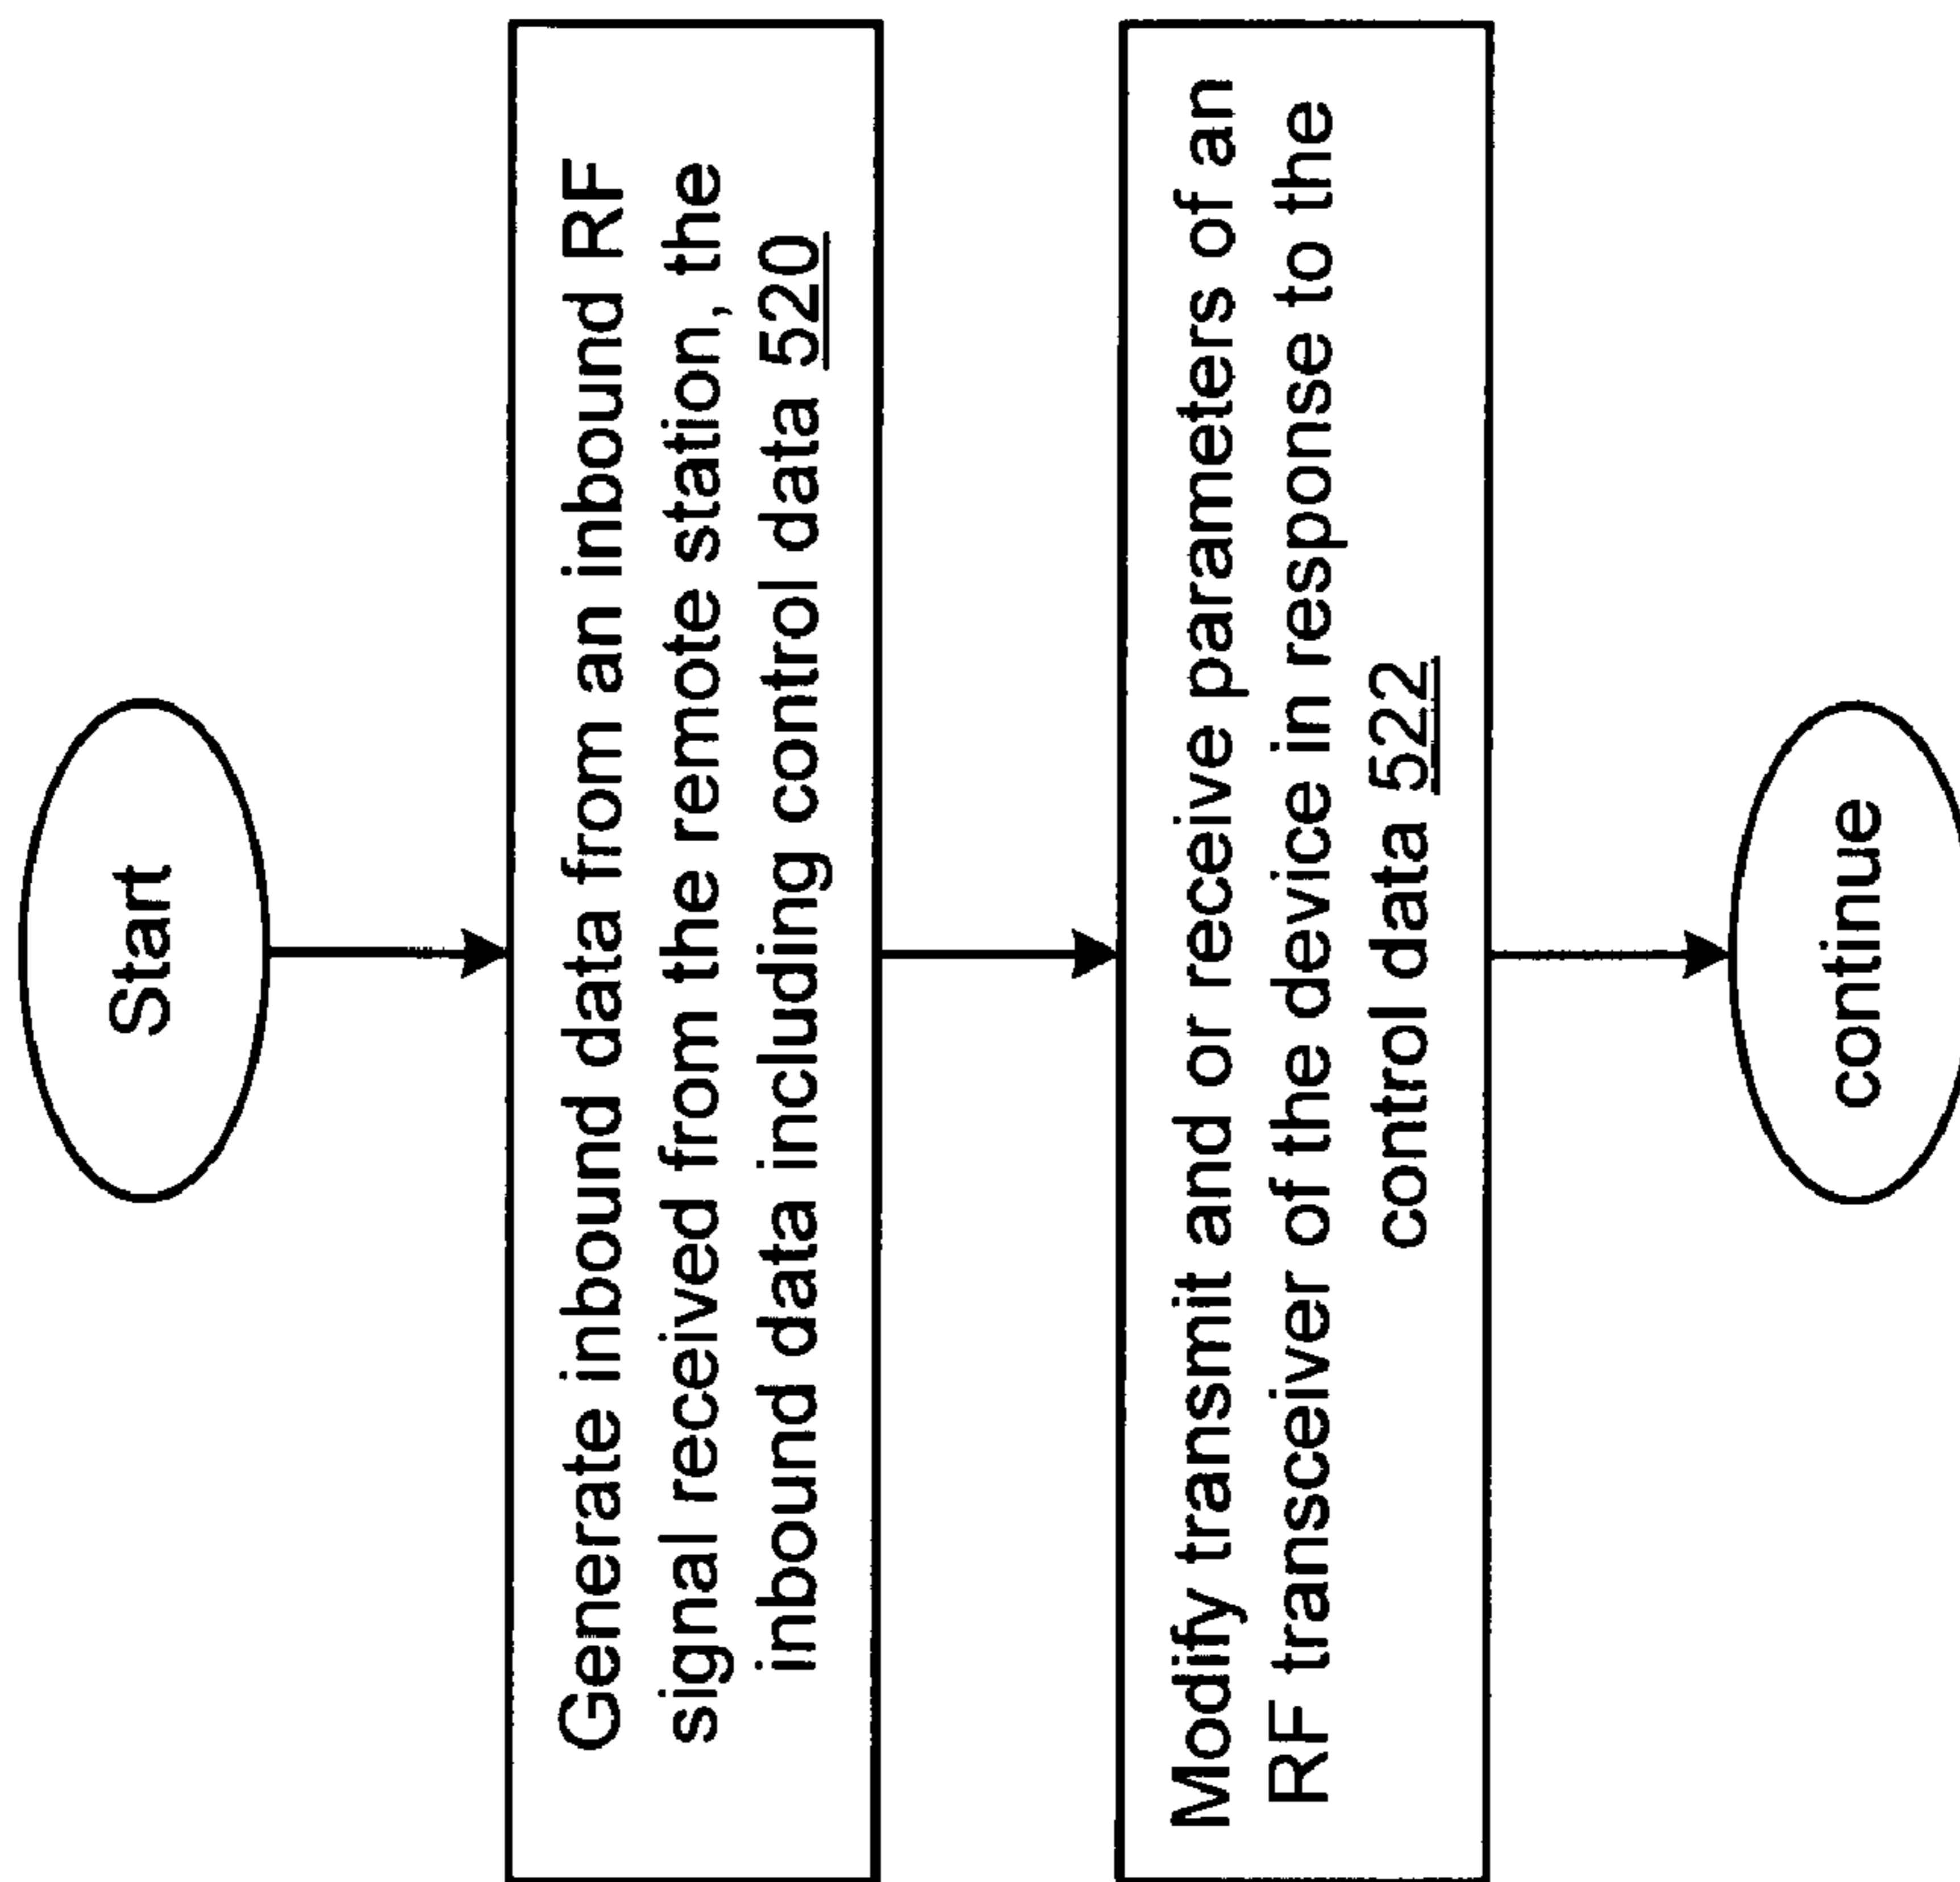 Start
Generate inbound data from an inbound RF
signal received from the remote station, the
inbound data including control data 520
Modify transmit and or receive parameters of an
RF transceiver of the device in response to the
control data 522
continue